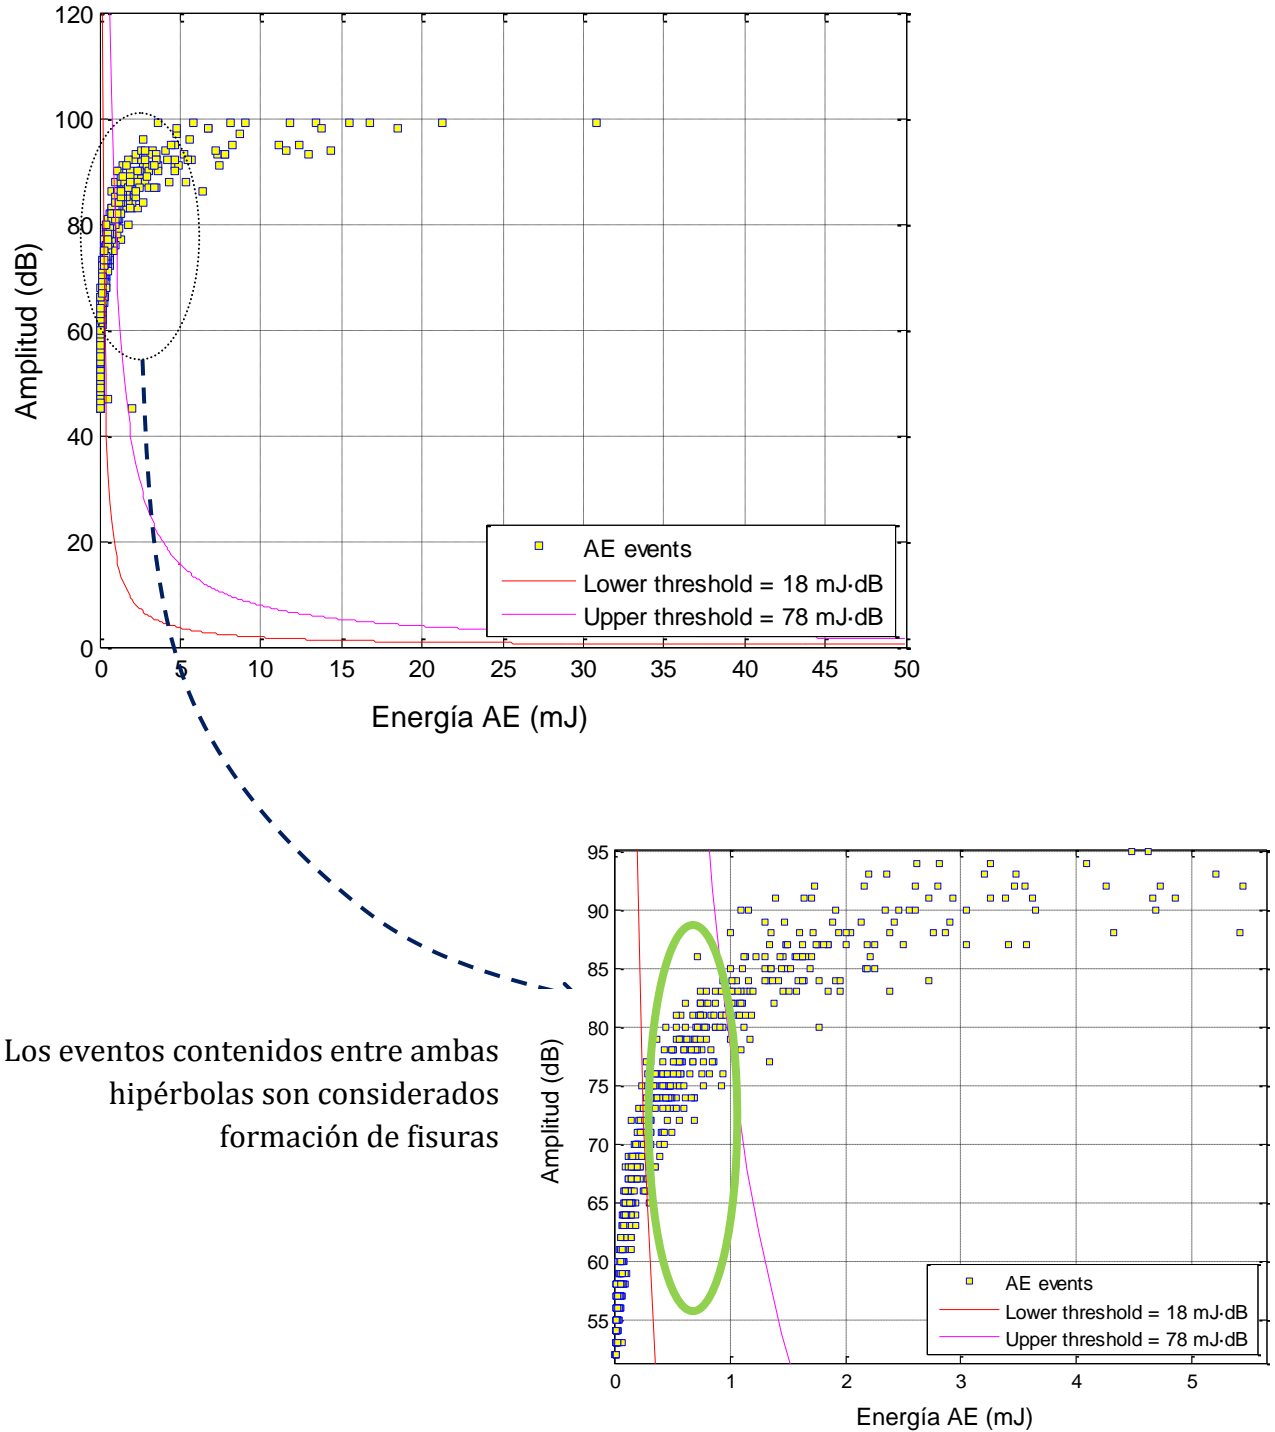 120
100
80
60
40
20
0
Amplitud (dB)
AE events
Lower threshold = 18 mJ·dB
Upper threshold = 78 mJ·dB
0 5 10 15 20 25 30 35 40 45 50
Energía AE (mJ)
Los eventos contenidos entre ambas
hipérbolas son considerados
formación de fisuras
95
90
85
80
75
70
65
60
55
Amplitud (dB)
AE events
Lower threshold = 18 mJ·dB
Upper threshold = 78 mJ·dB
0 1 2 3 4 5
Energía AE (mJ)